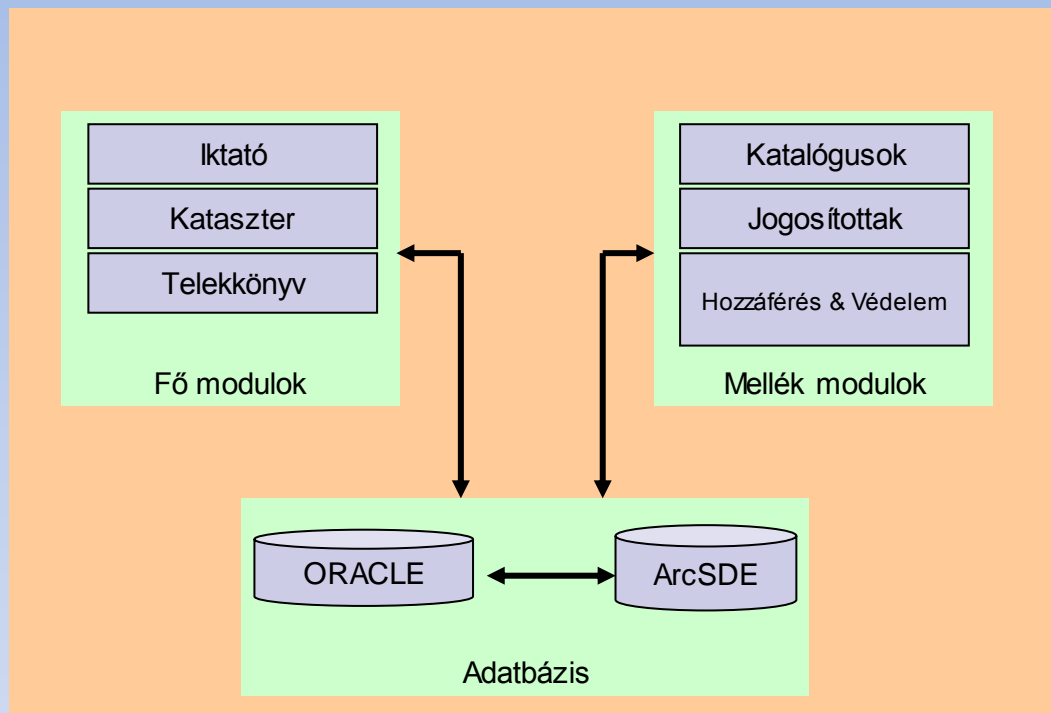 Iktató
Kataszter
Telekkönyv
Fő modulok
Katalógusok
Jogosítottak
Hozzáférés & Védelem
Mellék modulok
ORACLE
ArcSDE
Adatbázis